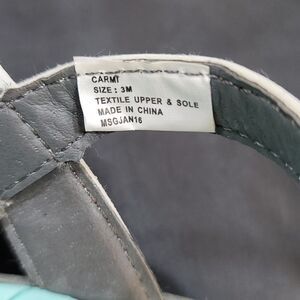 CARMT
SIZE : 3M
TEXTILE UPPER & SOLE
MADE IN CHINA
MSGJAN16